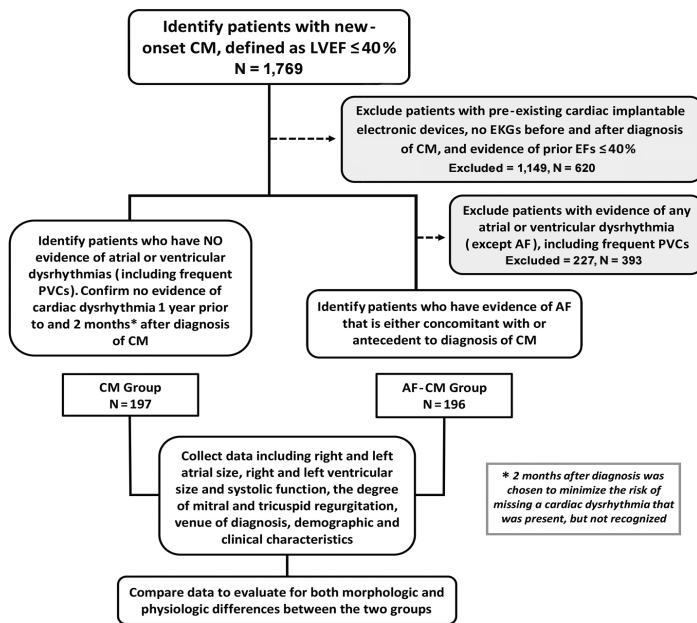 Identify patients with new-
onset CM, defined as LVEF ≤40%
N = 1,769
Exclude patients with pre-existing cardiac implantable
electronic devices, no EKGs before and after diagnosis
of CM, and evidence of prior EFs ≤40%
Excluded = 1,149, N = 620
Exclude patients with evidence of any
atrial or ventricular dysrhythmia
(except AF), including frequent PVCs
Excluded = 227, N = 393
Identify patients who have NO
evidence of atrial or ventricular
dysrhythmias (including frequent
PVCs). Confirm no evidence of
cardiac dysrhythmia 1 year prior
to and 2 months* after diagnosis
of CM
Identify patients who have evidence of AF
that is either concomitant with or
antecedent to diagnosis of CM
CM Group
N = 197
AF-CM Group
N = 196
Collect data including right and left
atrial size, right and left ventricular
size and systolic function, the degree
of mitral and tricuspid regurgitation,
venue of diagnosis, demographic and
clinical characteristics
* 2 months after diagnosis was
chosen to minimize the risk of
missing a cardiac dysrhythmia that
was present, but not recognized
Compare data to evaluate for both morphologic and
physiologic differences between the two groups